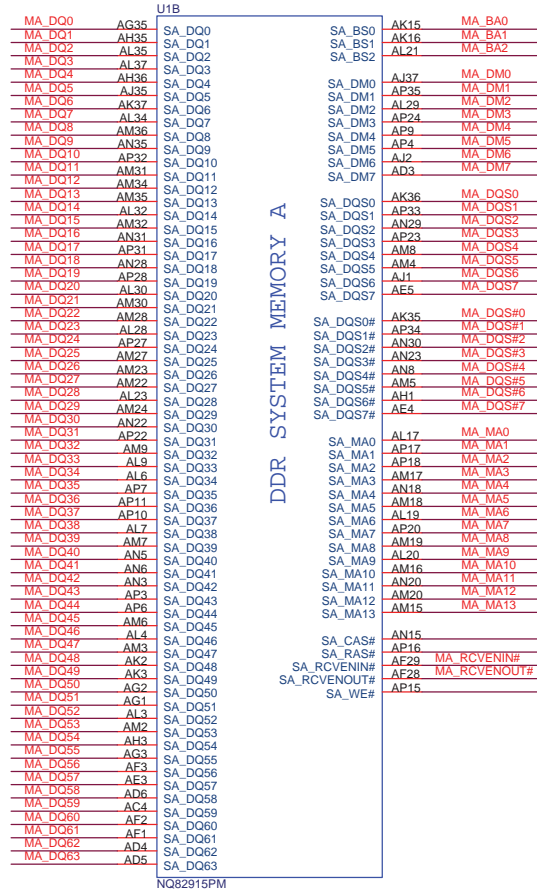 U1B
MA_DQ0 AG35 SA_DQ0
MA_DQ1 AH35 SA_DQ1
MA_DQ2 AL35 SA_DQ2
MA_DQ3 AL37 SA_DQ3
MA_DQ4 AH36 SA_DQ4
MA_DQ5 AJ35 SA_DQ5
MA_DQ6 AK37 SA_DQ6
MA_DQ7 AL34 SA_DQ7
MA_DQ8 AM36 SA_DQ8
MA_DQ9 AN35 SA_DQ9
MA_DQ10 AP32 SA_DQ10
MA_DQ11 AM31 SA_DQ11
MA_DQ12 AM34 SA_DQ12
MA_DQ13 AM35 SA_DQ13
MA_DQ14 AL32 SA_DQ14
MA_DQ15 AM32 SA_DQ15
MA_DQ16 AN31 SA_DQ16
MA_DQ17 AP31 SA_DQ17
MA_DQ18 AN28 SA_DQ18
MA_DQ19 AP28 SA_DQ19
MA_DQ20 AL30 SA_DQ20
MA_DQ21 AM30 SA_DQ21
MA_DQ22 AM28 SA_DQ22
MA_DQ23 AL28 SA_DQ23
MA_DQ24 AP27 SA_DQ24
MA_DQ25 AM27 SA_DQ25
MA_DQ26 AM23 SA_DQ26
MA_DQ27 AM22 SA_DQ27
MA_DQ28 AL23 SA_DQ28
MA_DQ29 AM24 SA_DQ29
MA_DQ30 AN22 SA_DQ30
MA_DQ31 AP22 SA_DQ31
MA_DQ32 AM9 SA_DQ32
MA_DQ33 AL9 SA_DQ33
MA_DQ34 AL6 SA_DQ34
MA_DQ35 AP7 SA_DQ35
MA_DQ36 AP11 SA_DQ36
MA_DQ37 AP10 SA_DQ37
MA_DQ38 AL7 SA_DQ38
MA_DQ39 AM7 SA_DQ39
MA_DQ40 AN5 SA_DQ40
MA_DQ41 AN6 SA_DQ41
MA_DQ42 AN3 SA_DQ42
MA_DQ43 AP3 SA_DQ43
MA_DQ44 AP6 SA_DQ44
MA_DQ45 AM6 SA_DQ45
MA_DQ46 AL4 SA_DQ46
MA_DQ47 AM3 SA_DQ47
MA_DQ48 AK2 SA_DQ48
MA_DQ49 AK3 SA_DQ49
MA_DQ50 AG2 SA_DQ50
MA_DQ51 AG1 SA_DQ51
MA_DQ52 AL3 SA_DQ52
MA_DQ53 AM2 SA_DQ53
MA_DQ54 AH3 SA_DQ54
MA_DQ55 AG3 SA_DQ55
MA_DQ56 AF3 SA_DQ56
MA_DQ57 AE3 SA_DQ57
MA_DQ58 AD6 SA_DQ58
MA_DQ59 AC4 SA_DQ59
MA_DQ60 AF2 SA_DQ60
MA_DQ61 AF1 SA_DQ61
MA_DQ62 AD4 SA_DQ62
MA_DQ63 AD5 SA_DQ63
DDR SYSTEM MEMORY A
SA_BS0 AK15 MA_BA0
SA_BS1 AK16 MA_BA1
SA_BS2 AL21 MA_BA2
SA_DM0 AJ37 MA_DM0
SA_DM1 AP35 MA_DM1
SA_DM2 AL29 MA_DM2
SA_DM3 AP24 MA_DM3
SA_DM4 AP9 MA_DM4
SA_DM5 AP4 MA_DM5
SA_DM6 AJ2 MA_DM6
SA_DM7 AD3 MA_DM7
SA_DQS0 AK36 MA_DQS0
SA_DQS1 AP33 MA_DQS1
SA_DQS2 AN29 MA_DQS2
SA_DQS3 AP23 MA_DQS3
SA_DQS4 AM8 MA_DQS4
SA_DQS5 AM4 MA_DQS5
SA_DQS6 AJ1 MA_DQS6
SA_DQS7 AE5 MA_DQS7
SA_DQS0# AK35 MA_DQS#0
SA_DQS1# AP34 MA_DQS#1
SA_DQS2# AN30 MA_DQS#2
SA_DQS3# AN23 MA_DQS#3
SA_DQS4# AN8 MA_DQS#4
SA_DQS5# AM5 MA_DQS#5
SA_DQS6# AH1 MA_DQS#6
SA_DQS7# AE4 MA_DQS#7
SA_MA0 AL17 MA_MA0
SA_MA1 AP17 MA_MA1
SA_MA2 AP18 MA_MA2
SA_MA3 AM17 MA_MA3
SA_MA4 AN18 MA_MA4
SA_MA5 AM18 MA_MA5
SA_MA6 AL19 MA_MA6
SA_MA7 AP20 MA_MA7
SA_MA8 AM19 MA_MA8
SA_MA9 AL20 MA_MA9
SA_MA10 AM16 MA_MA10
SA_MA11 AN20 MA_MA11
SA_MA12 AM20 MA_MA12
SA_MA13 AM15 MA_MA13
SA_CAS# AN15
SA_RAS# AP16
SA_RCVENIN# AF29 MA_RCVENIN#
SA_RCVENOUT# AF28 MA_RCVENOUT#
SA_WE# AP15
NQ82915PM